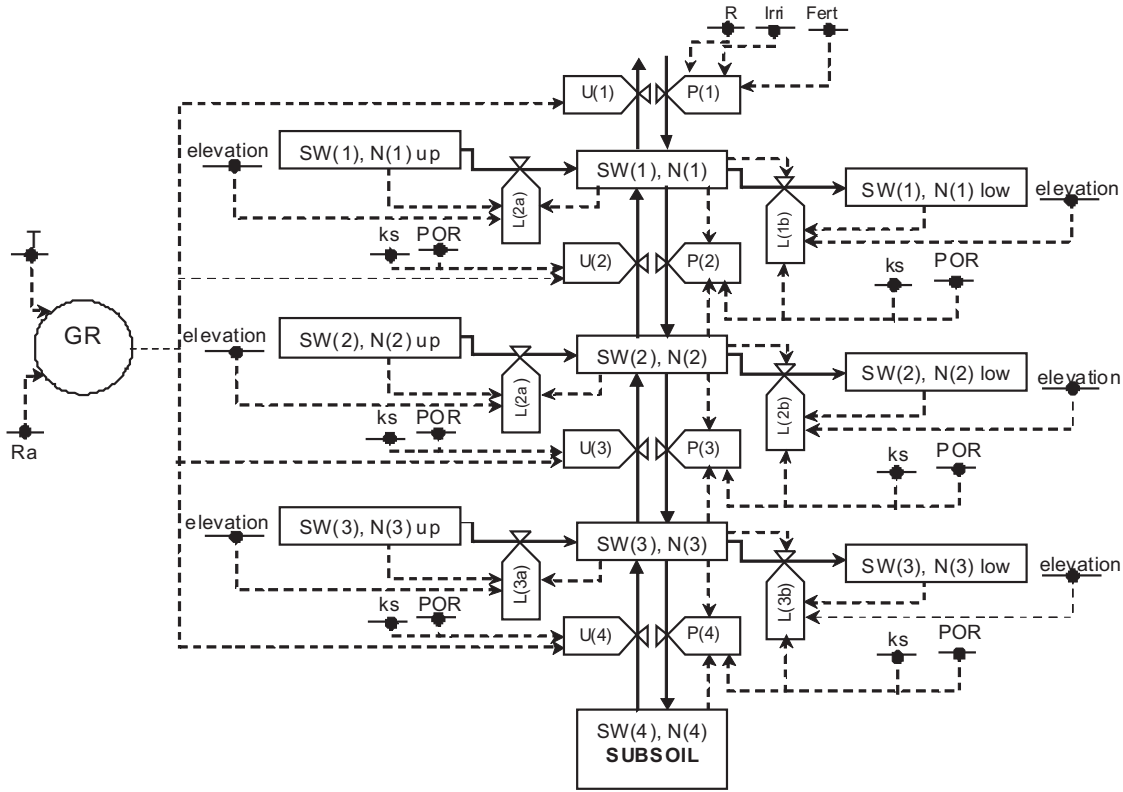 R Irri Fert
U(1) P(1)
elevation SW(1), N(1) up SW(1), N(1) SW(1), N(1) low elevation
L(2a) L(1b)
T ks POR U(2) P(2) ks POR
GR
elevation SW(2), N(2) up SW(2), N(2) SW(2), N(2) low elevation
L(2a) L(2b)
Ra ks POR U(3) P(3) ks POR
elevation SW(3), N(3) up SW(3), N(3) SW(3), N(3) low elevation
L(3a) L(3b)
ks POR U(4) P(4) ks POR
SW(4), N(4)
SUBSOIL